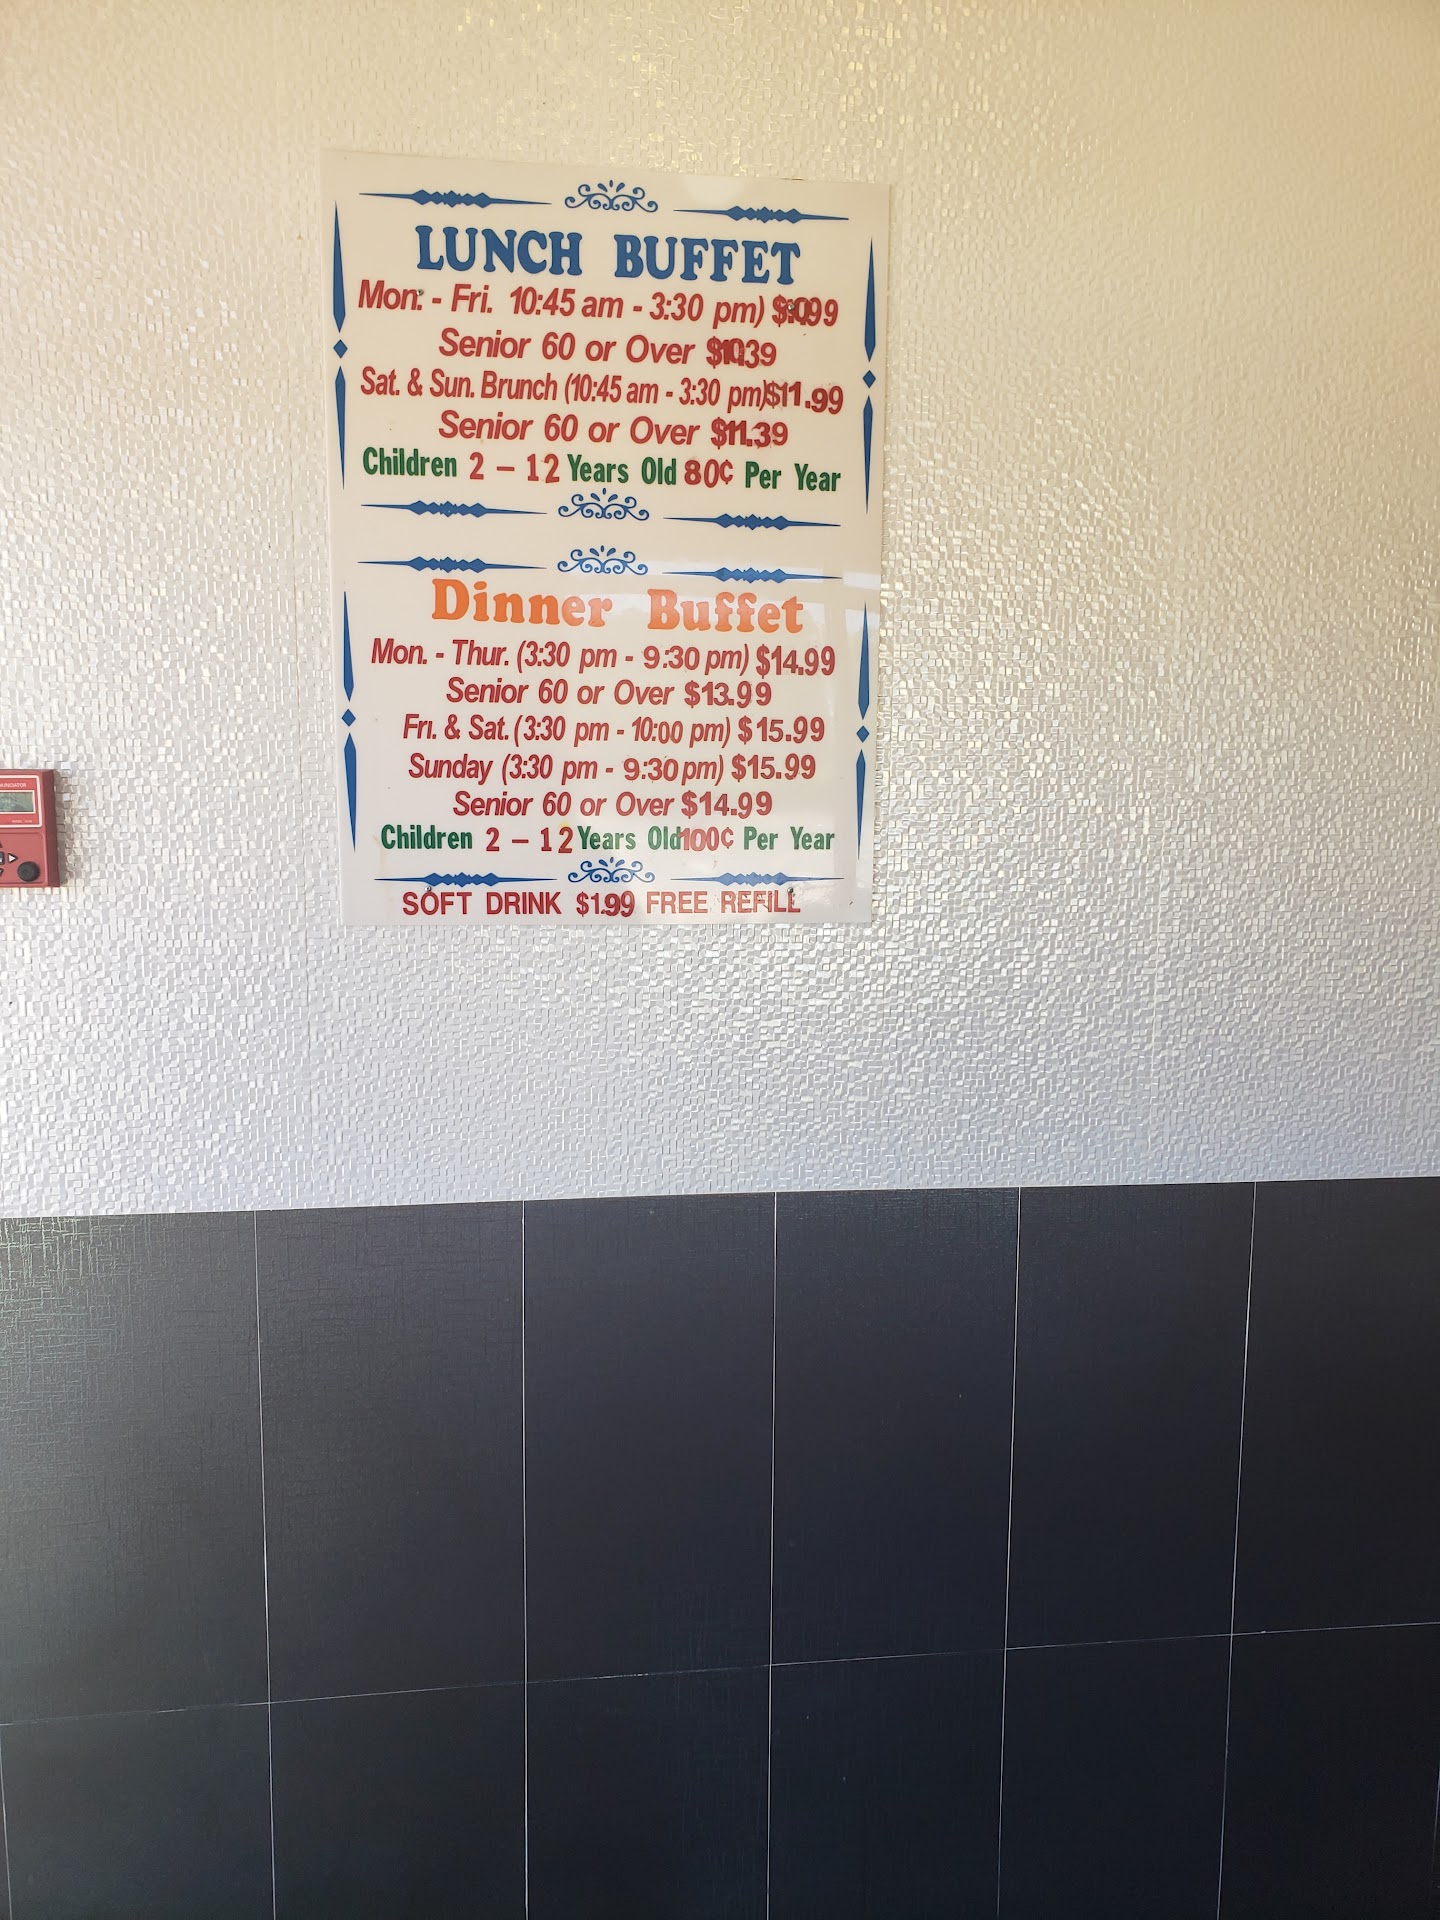 LUNCH BUFFET
Mon. - Fri. 10:45 am - 3:30 pm)
Senior 60 or Over
Sat. & Sun. Brunch (10:45 am - 3:30 pm) $11.99
Senior 60 or Over $11.39
Children 2 – 12 Years Old 80¢ Per Year
Dinner Buffet
Mon. - Thur. (3:30 pm - 9:30 pm) $14.99
Senior 60 or Over $13.99
Fri. & Sat. (3:30 pm - 10:00 pm) $15.99
Sunday (3:30 pm - 9:30 pm) $15.99
Senior 60 or Over $14.99
Children 2 – 12 Years Old 100¢ Per Year
SOFT DRINK $1.99 FREE REFILL